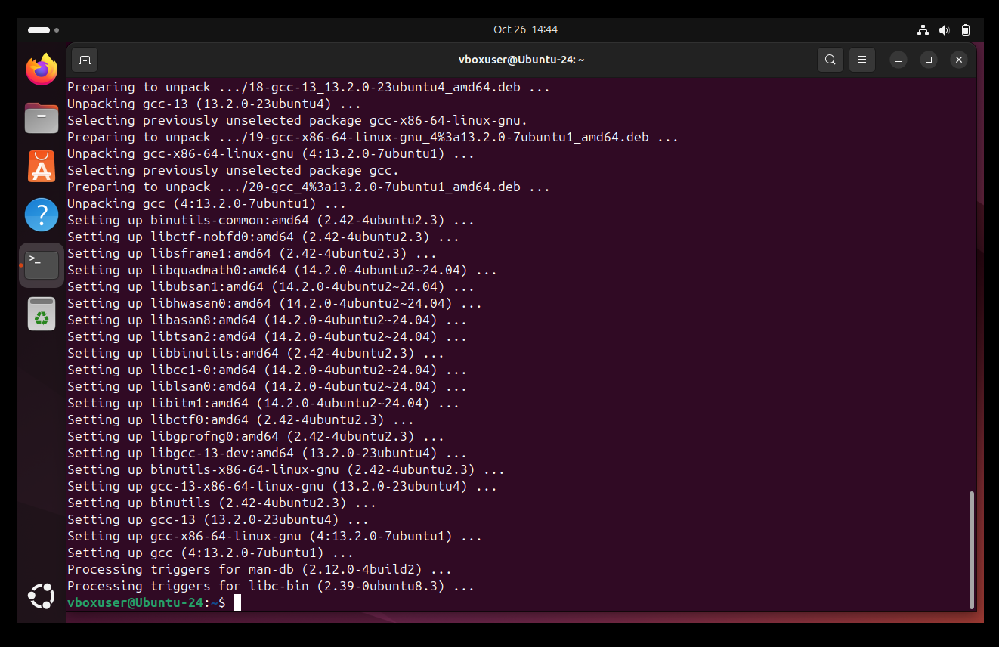 Oct 26 14:44
vboxuser@Ubuntu-24: ~
Preparing to unpack .../18-gcc-13_13.2.0-23ubuntu4_amd64.deb ...
Unpacking gcc-13 (13.2.0-23ubuntu4) ...
Selecting previously unselected package gcc-x86-64-linux-gnu.
Preparing to unpack .../19-gcc-x86-64-linux-gnu_4%3a13.2.0-7ubuntu1_amd64.deb ...
Unpacking gcc-x86-64-linux-gnu (4:13.2.0-7ubuntu1) ...
Selecting previously unselected package gcc.
Preparing to unpack .../20-gcc_4%3a13.2.0-7ubuntu1_amd64.deb ...
Unpacking gcc (4:13.2.0-7ubuntu1) ...
Setting up binutils-common:amd64 (2.42-4ubuntu2.3) ...
Setting up libctf-nobfd0:amd64 (2.42-4ubuntu2.3) ...
Setting up libsframe1:amd64 (2.42-4ubuntu2.3) ...
Setting up libquadmath0:amd64 (14.2.0-4ubuntu2~24.04) ...
Setting up libubsan1:amd64 (14.2.0-4ubuntu2~24.04) ...
Setting up libhwasan0:amd64 (14.2.0-4ubuntu2~24.04) ...
Setting up libasan8:amd64 (14.2.0-4ubuntu2~24.04) ...
Setting up libtsan2:amd64 (14.2.0-4ubuntu2~24.04) ...
Setting up libbinutils:amd64 (2.42-4ubuntu2.3) ...
Setting up libcc1-0:amd64 (14.2.0-4ubuntu2~24.04) ...
Setting up liblsan0:amd64 (14.2.0-4ubuntu2~24.04) ...
Setting up libitm1:amd64 (14.2.0-4ubuntu2~24.04) ...
Setting up libctf0:amd64 (2.42-4ubuntu2.3) ...
Setting up libgprofng0:amd64 (2.42-4ubuntu2.3) ...
Setting up libgcc-13-dev:amd64 (13.2.0-23ubuntu4) ...
Setting up binutils-x86-64-linux-gnu (2.42-4ubuntu2.3) ...
Setting up gcc-13-x86-64-linux-gnu (13.2.0-23ubuntu4) ...
Setting up binutils (2.42-4ubuntu2.3) ...
Setting up gcc-13 (13.2.0-23ubuntu4) ...
Setting up gcc-x86-64-linux-gnu (4:13.2.0-7ubuntu1) ...
Setting up gcc (4:13.2.0-7ubuntu1) ...
Processing triggers for man-db (2.12.0-4build2) ...
Processing triggers for libc-bin (2.39-0ubuntu8.3) ...
vboxuser@Ubuntu-24:~$